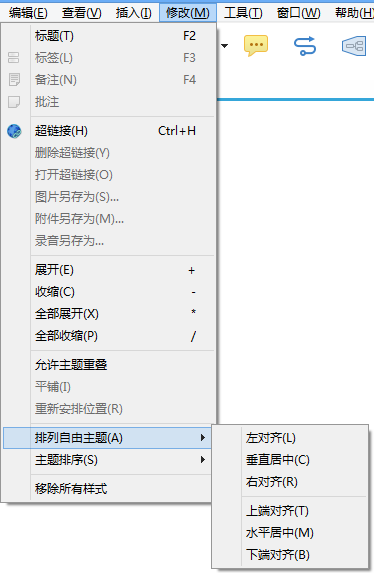 编辑(E) 查看(V) 插入(I) 修改(M) 工具(T) 窗口(W) 帮助(H)
标题(T) F2
标签(L) F3
备注(N) F4
批注
超链接(H) Ctrl+H
删除超链接(Y)
打开超链接(O)
图片另存为(S)...
附件另存为(M)...
录音另存为...
展开(E) +
收缩(C) -
全部展开(X) *
全部收缩(P) /
允许主题重叠
平铺(I)
重新安排位置(R)
排列自由主题(A)
主题排序(S)
移除所有样式
左对齐(L)
垂直居中(C)
右对齐(R)
上端对齐(T)
水平居中(M)
下端对齐(B)